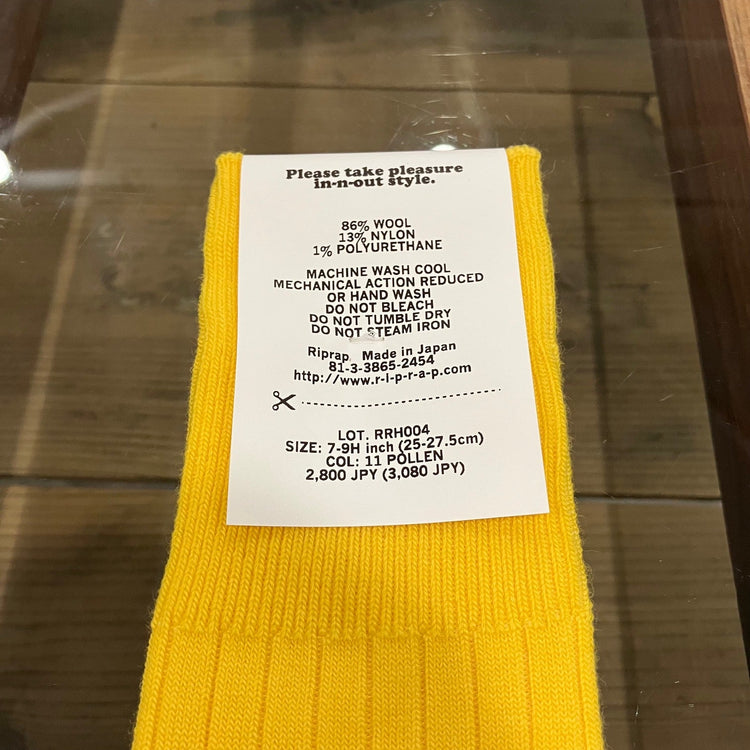 Please take pleasure
in-n-out style.
86% WOOL
13% NYLON
1% POLYURETHANE
MACHINE WASH COOL
MECHANICAL ACTION REDUCED
OR HAND WASH
DO NOT BLEACH
DO NOT TUMBLE DRY
DO NOT STEAM IRON
Riprap Made in Japan
81-3-3865-2454
http://www.r-i-p-r-a-p.com
LOT. RRH004
SIZE: 7-9H inch (25-27.5cm)
COL: 11 POLLEN
2,800 JPY (3,080 JPY)